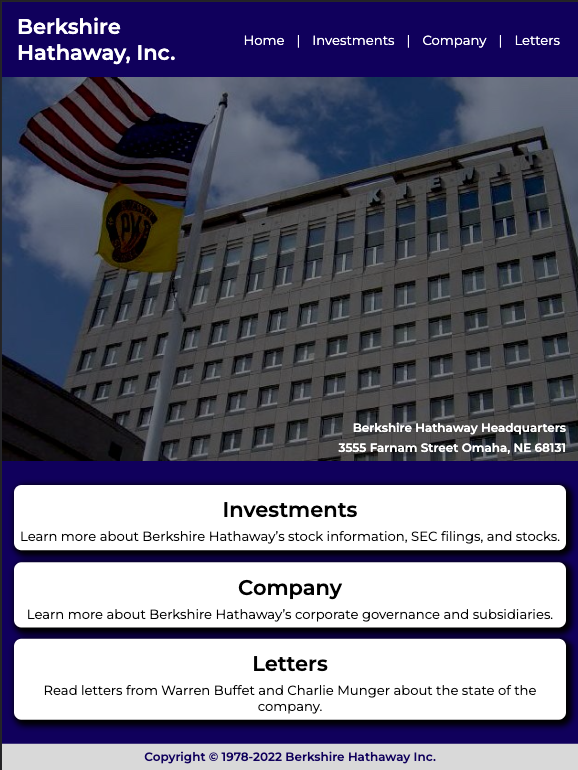 Berkshire
Hathaway, Inc.
Home | Investments | Company | Letters
KIEWIT
PKS
Berkshire Hathaway Headquarters
3555 Farnam Street Omaha, NE 68131
Investments
Learn more about Berkshire Hathaway’s stock information, SEC filings, and stocks.
Company
Learn more about Berkshire Hathaway’s corporate governance and subsidiaries.
Letters
Read letters from Warren Buffet and Charlie Munger about the state of the
company.
Copyright © 1978-2022 Berkshire Hathaway Inc.